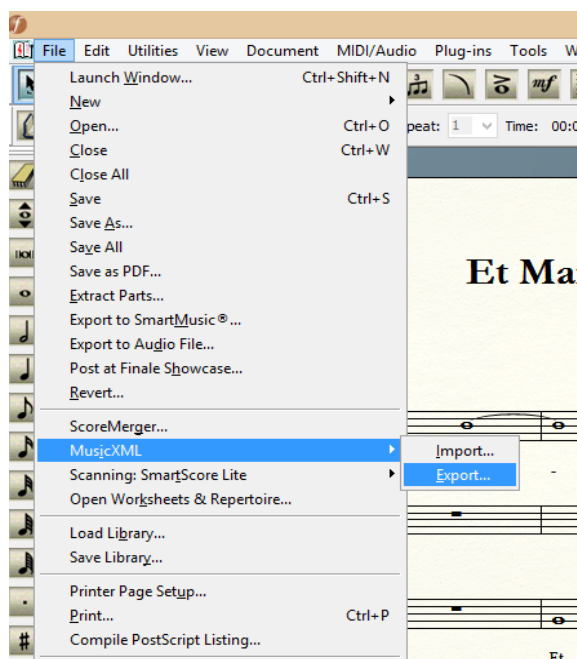 File Edit Utilities View Document MIDI/Audio Plug-ins Tools W
Launch Window... Ctrl+Shift+N
New
Open... Ctrl+O
peat: 1 Time: 00:0
Close Ctrl+W
Close All
Save Ctrl+S
Save As...
Save All
Save as PDF...
Et Ma
Extract Parts...
Export to SmartMusic®...
Export to Audio File...
Post at Finale Showcase...
Revert...
ScoreMerger...
MusicXML Import...
Scanning: SmartScore Lite Export... -
Open Worksheets & Repertoire...
Load Library...
Save Library...
Printer Page Setup...
Print... Ctrl+P
Compile PostScript Listing...
Et